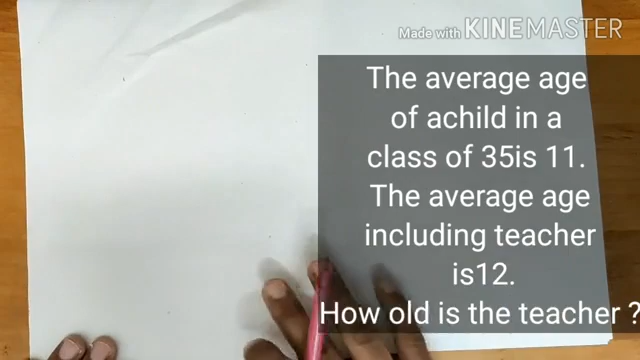 Made with KINEMASTER
The average age
of achild in a
class of 35is 11.
The average age
including teacher
is12.
How old is the teacher ?